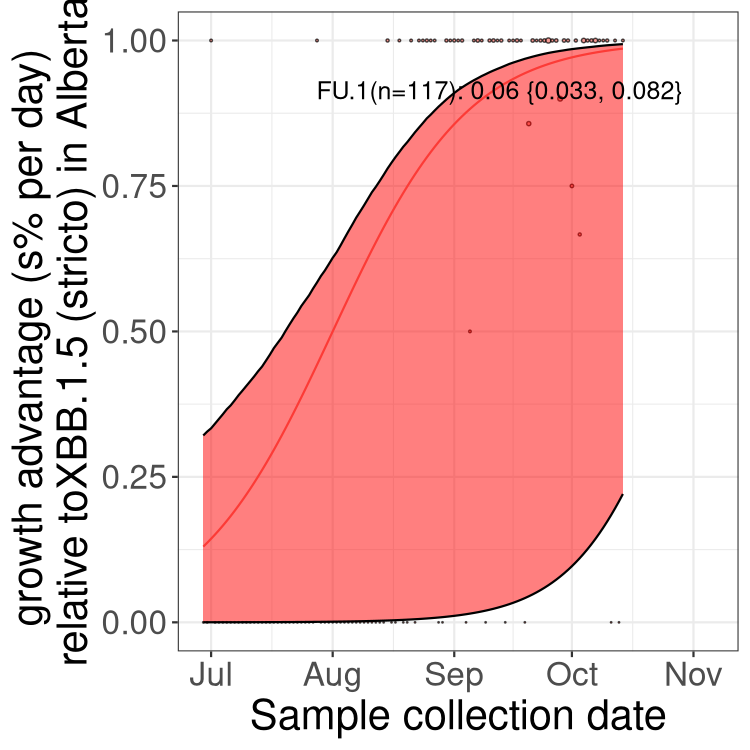 growth advantage (s% per day)
relative toXBB.1.5 (stricto) in Alberta
1.00
0.75
0.50
0.25
0.00
FU.1(n=117): 0.06 {0.033, 0.082}
Jul Aug Sep Oct Nov
Sample collection date